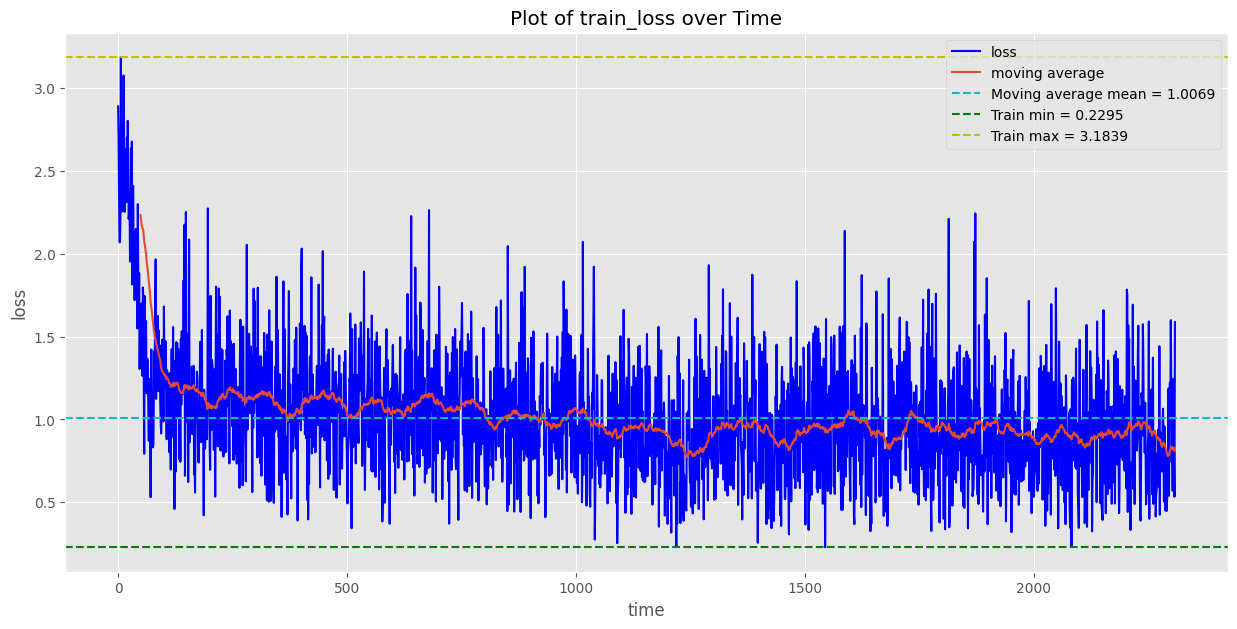 Plot of train_loss over Time
loss
moving average
Moving average mean = 1.0069
Train min = 0.2295
Train max = 3.1839
3.0
2.5
2.0
1.5
1.0
0.5
loss
0
500
1000
1500
2000
time